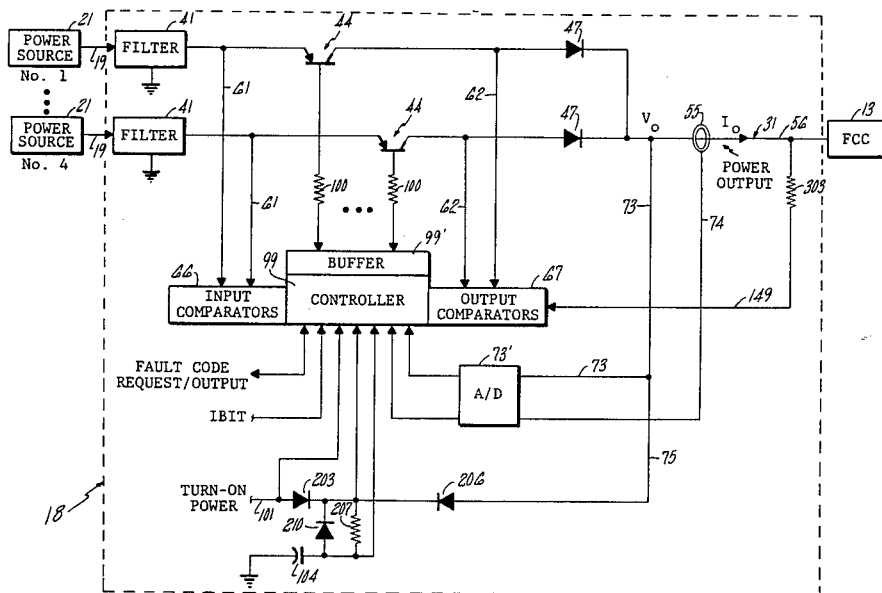 21
41
44
47
POWER SOURCE
19
FILTER
No. 1
61
62
21
41
44
47
V_O
55
I_O
31
56
13
POWER SOURCE
19
FILTER
FCC
No. 4
POWER OUTPUT
61
100
100
62
73
74
303
99'
66
99
BUFFER
67
INPUT COMPARATORS
CONTROLLER
OUTPUT COMPARATORS
149
FAULT CODE REQUEST/OUTPUT
73'
A/D
73
IBIT
75
TURN-ON POWER
101
203
206
18
210
207
104